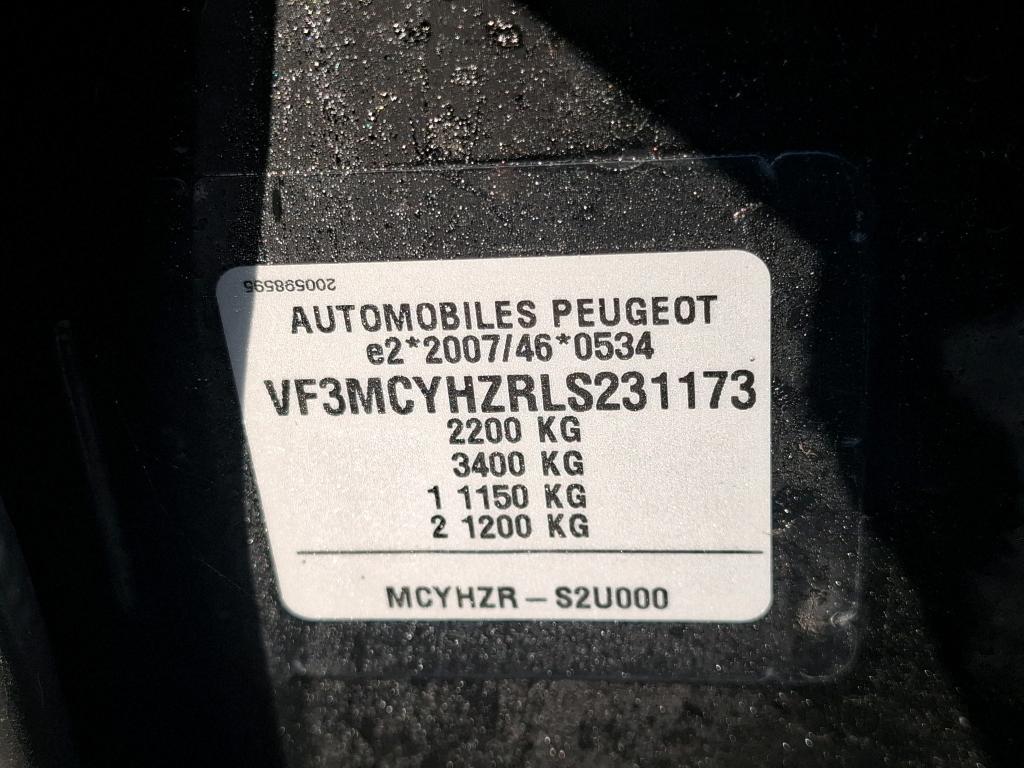 200598595
AUTOMOBILES PEUGEOT
e2*2007/46*0534
VF3MCYHZRLS231173
2200 KG
3400 KG
1 1150 KG
2 1200 KG
MCYHZR – S2U000